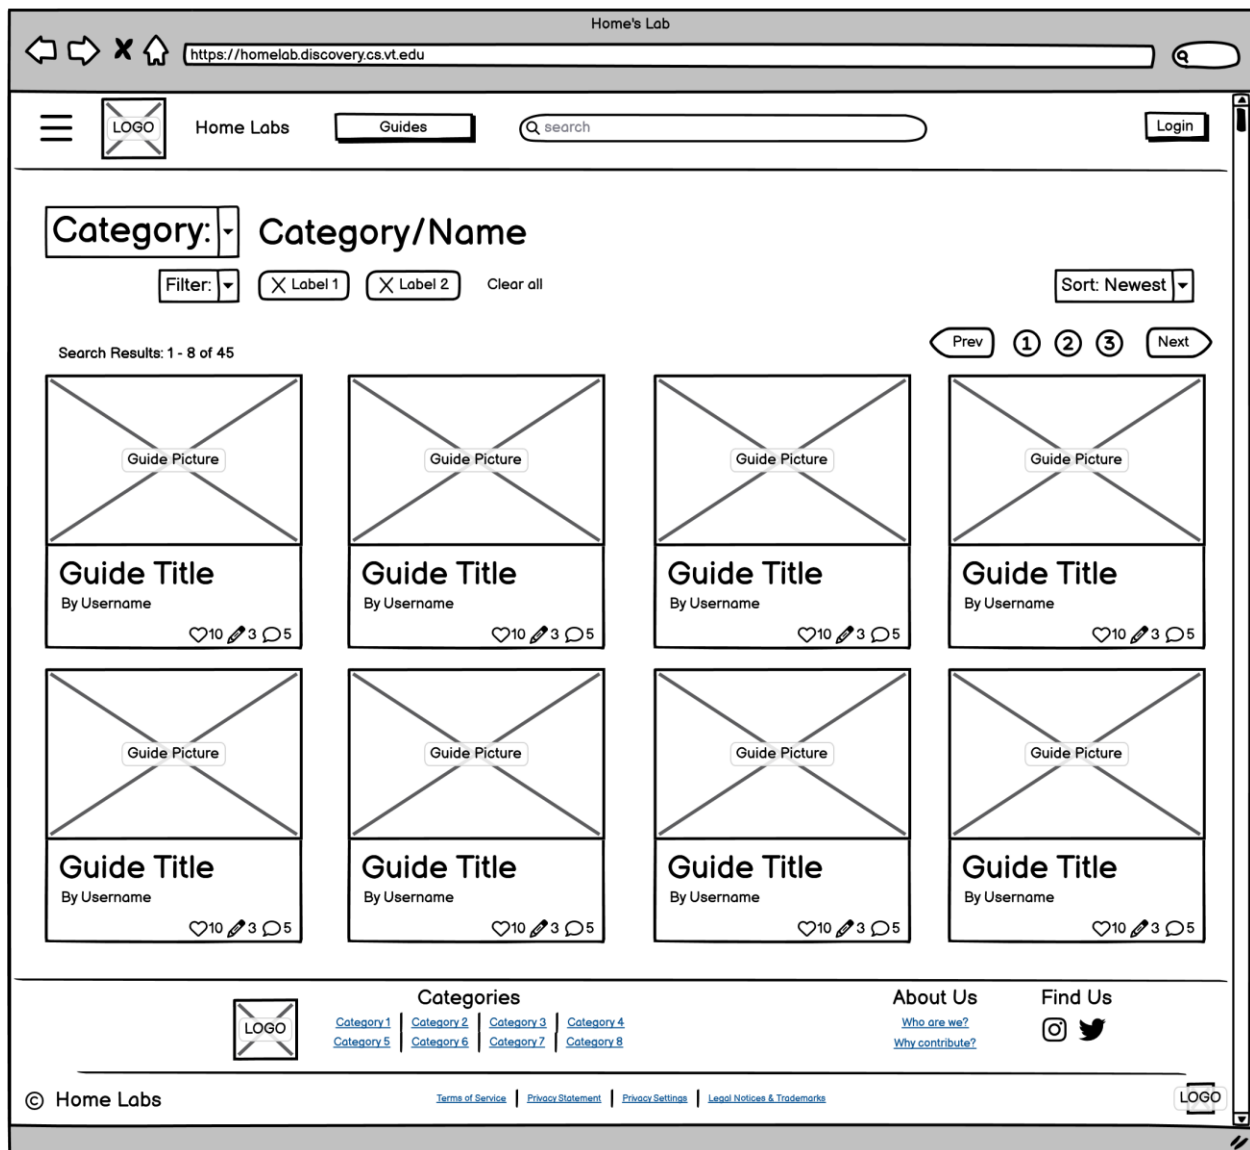 Home's Lab
https://homelab.discovery.cs.vt.edu
LOGO Home Labs Guides search Login
Category: Category/Name
Filter: Label 1 Label 2 Clear all Sort: Newest
Prev 1 2 3 Next
Search Results: 1 - 8 of 45
Guide Picture Guide Picture Guide Picture Guide Picture
Guide Title Guide Title Guide Title Guide Title
By Username By Username By Username By Username
10 3 5 10 3 5 10 3 5 10 3 5
Guide Picture Guide Picture Guide Picture Guide Picture
Guide Title Guide Title Guide Title Guide Title
By Username By Username By Username By Username
10 3 5 10 3 5 10 3 5 10 3 5
Categories About Us Find Us
LOGO Category 1 Category 2 Category 3 Category 4 Who are we?
Category 5 Category 6 Category 7 Category 8 Why contribute?
© Home Labs Terms of Service Privacy Statement Privacy Settings Legal Notices & Trademarks LOGO